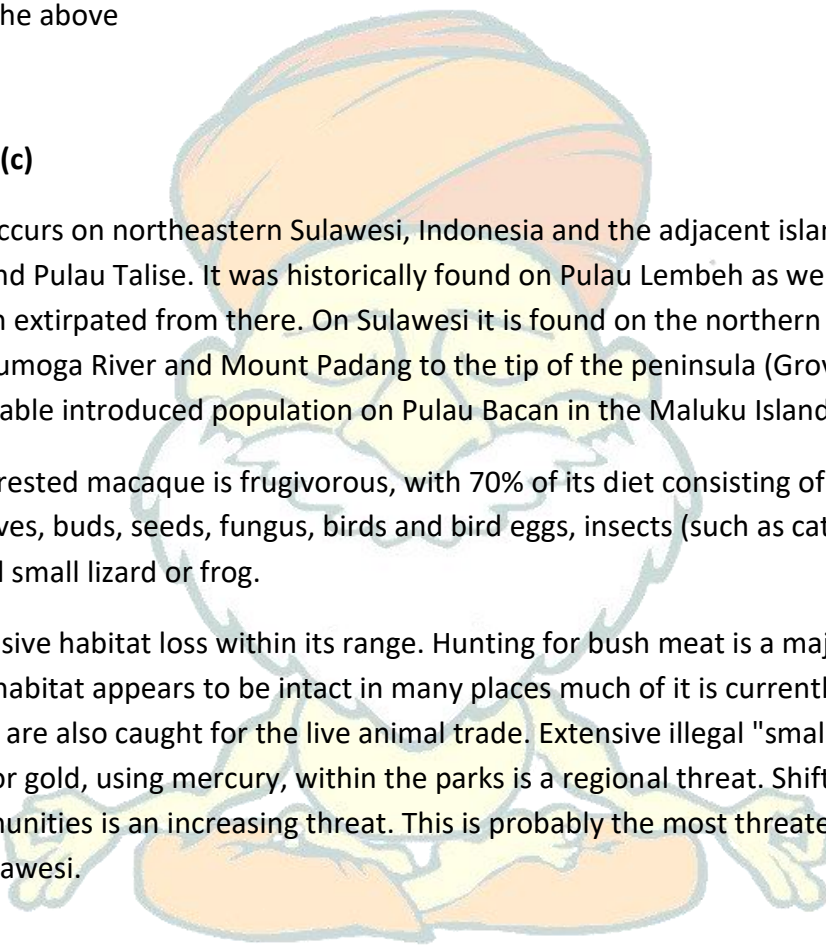 he above
(c)
ccurs on northeastern Sulawesi, Indonesia and the adjacent islar
nd Pulau Talise. It was historically found on Pulau Lembeh as we
n extirpated from there. On Sulawesi it is found on the northern
umoga River and Mount Padang to the tip of the peninsula (Grov
able introduced population on Pulau Bacan in the Maluku Island
rested macaque is frugivorous, with 70% of its diet consisting of
ves, buds, seeds, fungus, birds and bird eggs, insects (such as cat
l small lizard or frog.
sive habitat loss within its range. Hunting for bush meat is a maj
habitat appears to be intact in many places much of it is currentl
are also caught for the live animal trade. Extensive illegal "smal
or gold, using mercury, within the parks is a regional threat. Shift
nunities is an increasing threat. This is probably the most threate
awesi.